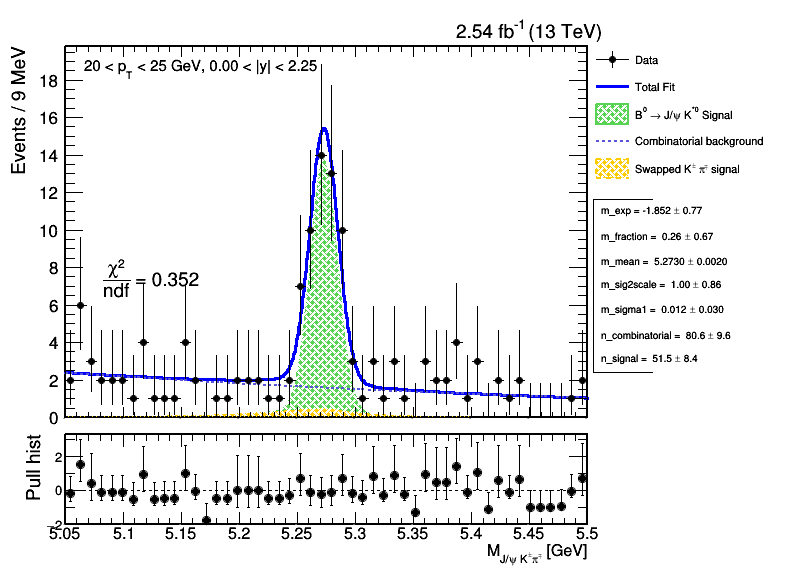 2.54 fb⁻¹ (13 TeV)
Events / 9 MeV
20 < p_T < 25 GeV, 0.00 < |y| < 2.25
18
16
14
12
10
8
6
4
2
0
χ²/ndf = 0.352
Data
Total Fit
B⁰ → J/ψ K*⁰ Signal
Combinatorial background
Swapped K± π∓ signal
m_exp = -1.852 ± 0.77
m_fraction = 0.26 ± 0.67
m_mean = 5.2730 ± 0.0020
m_sig2scale = 1.00 ± 0.86
m_sigma1 = 0.012 ± 0.030
n_combinatorial = 80.6 ± 9.6
n_signal = 51.5 ± 8.4
Pull hist
2
0
−2
5.05 5.1 5.15 5.2 5.25 5.3 5.35 5.4 5.45 5.5
M_J/ψ K± π∓ [GeV]